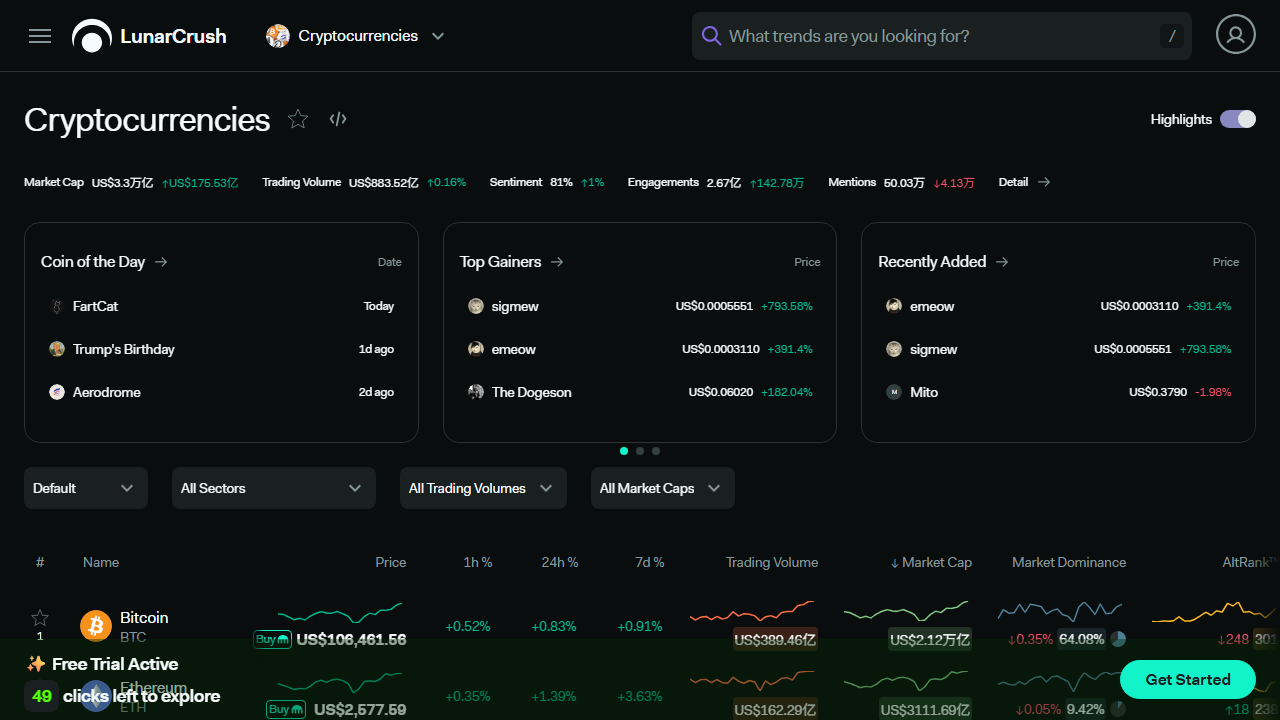 LunarCrush
Cryptocurrencies
What trends are you looking for?
/
Cryptocurrencies
</>
Highlights
Market Cap US$3.3万亿 ↑US$175.53亿 Trading Volume US$883.52亿 ↑0.16% Sentiment 81% ↑1% Engagements 2.67亿 ↑142.78万 Mentions 50.03万 ↓4.13万 Detail →
Coin of the Day → Date
FartCat Today
Trump's Birthday 1d ago
Aerodrome 2d ago
Top Gainers → Price
sigmew US$0.0005551 +793.58%
emeow US$0.0003110 +391.4%
The Dogeson US$0.06020 +182.04%
Recently Added → Price
emeow US$0.0003110 +391.4%
sigmew US$0.0005551 +793.58%
M Mito US$0.3790 -1.98%
Default All Sectors All Trading Volumes All Market Caps
# Name Price 1h % 24h % 7d % Trading Volume ↓ Market Cap Market Dominance AltRank
1 Bitcoin BTC Buy US$106,461.56 +0.52% +0.83% +0.91% US$389.46亿 US$2.12万亿 ↓0.35% 64.08% ↓248 301
Ethereum ETH Buy US$2,577.59 +0.35% +1.39% +3.63% US$162.29亿 US$3111.69亿 ↓0.05% 9.42% ↑18 238
✨ Free Trial Active
49 clicks left to explore
Get Started